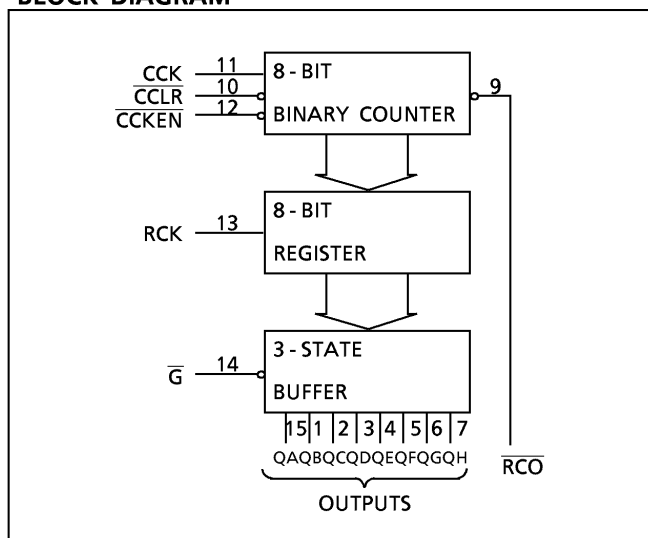 BLOCK DIAGRAM
CCK 11 8 - BIT 9
CCLR 10
CCKEN 12 BINARY COUNTER
8 - BIT
RCK 13
REGISTER
3 - STATE
G 14
BUFFER
15 1 2 3 4 5 6 7
QA QB QC QD QE QF QG QH
RCO
OUTPUTS